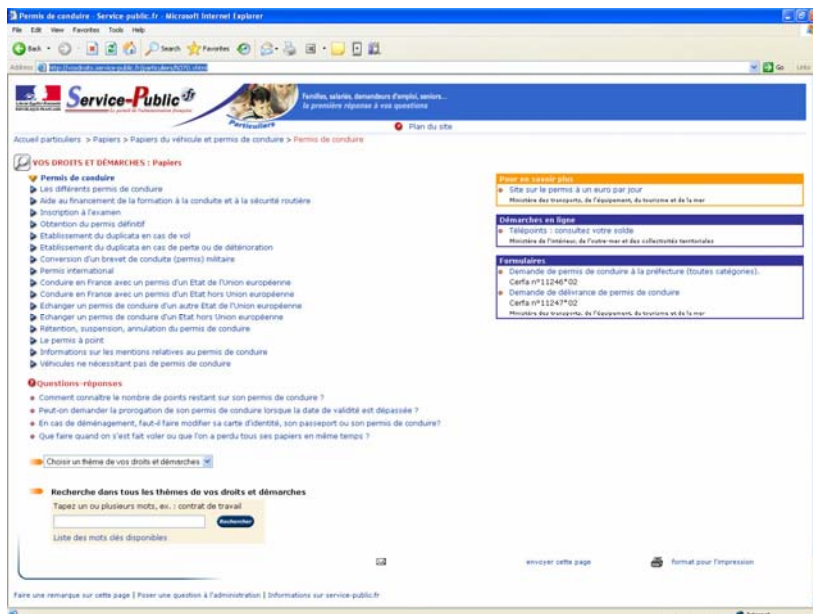 Permis de conduire - Service-public.fr - Microsoft Internet Explorer
File Edit View Favorites Tools Help
Back Search Favorites
Address http://vosdroits.service-public.fr/particuliers/N370.xhtml Go Links
Service-Public.fr
Le portail de l'administration française
Particuliers
Familles, salariés, demandeurs d'emploi, seniors...
la première réponse à vos questions
Plan du site
Accueil particuliers > Papiers > Papiers du véhicule et permis de conduire > Permis de conduire
VOS DROITS ET DÉMARCHES : Papiers
Permis de conduire
Les différents permis de conduire
Aide au financement de la formation à la conduite et à la sécurité routière
Inscription à l'examen
Obtention du permis définitif
Etablissement du duplicata en cas de vol
Etablissement du duplicata en cas de perte ou de détérioration
Conversion d'un brevet de conduite (permis) militaire
Permis international
Conduire en France avec un permis d'un Etat de l'Union européenne
Conduire en France avec un permis d'un Etat hors Union européenne
Echanger un permis de conduire d'un autre Etat de l'Union européenne
Echanger un permis de conduire d'un Etat hors Union européenne
Rétention, suspension, annulation du permis de conduire
Le permis à point
Informations sur les mentions relatives au permis de conduire
Véhicules ne nécessitant pas de permis de conduire
Questions-réponses
Comment connaître le nombre de points restant sur son permis de conduire ?
Peut-on demander la prorogation de son permis de conduire lorsque la date de validité est dépassée ?
En cas de déménagement, faut-il faire modifier sa carte d'identité, son passeport ou son permis de conduire?
Que faire quand on s'est fait voler ou que l'on a perdu tous ses papiers en même temps ?
Choisir un thème de vos droits et démarches
Recherche dans tous les thèmes de vos droits et démarches
Tapez un ou plusieurs mots, ex. : contrat de travail
Rechercher
Liste des mots clés disponibles
Pour en savoir plus
Site sur le permis à un euro par jour
Ministère des transports, de l'équipement, du tourisme et de la mer
Démarches en ligne
Télépoints : consultez votre solde
Ministère de l'intérieur, de l'outre-mer et des collectivités territoriales
Formulaires
Demande de permis de conduire à la préfecture (toutes catégories).
Cerfa n°11246*02
Demande de délivrance de permis de conduire
Cerfa n°11247*02
Ministère des transports, de l'équipement, du tourisme et de la mer
envoyer cette page
format pour l'impression
Faire une remarque sur cette page | Poser une question à l'administration | Informations sur service-public.fr
Internet